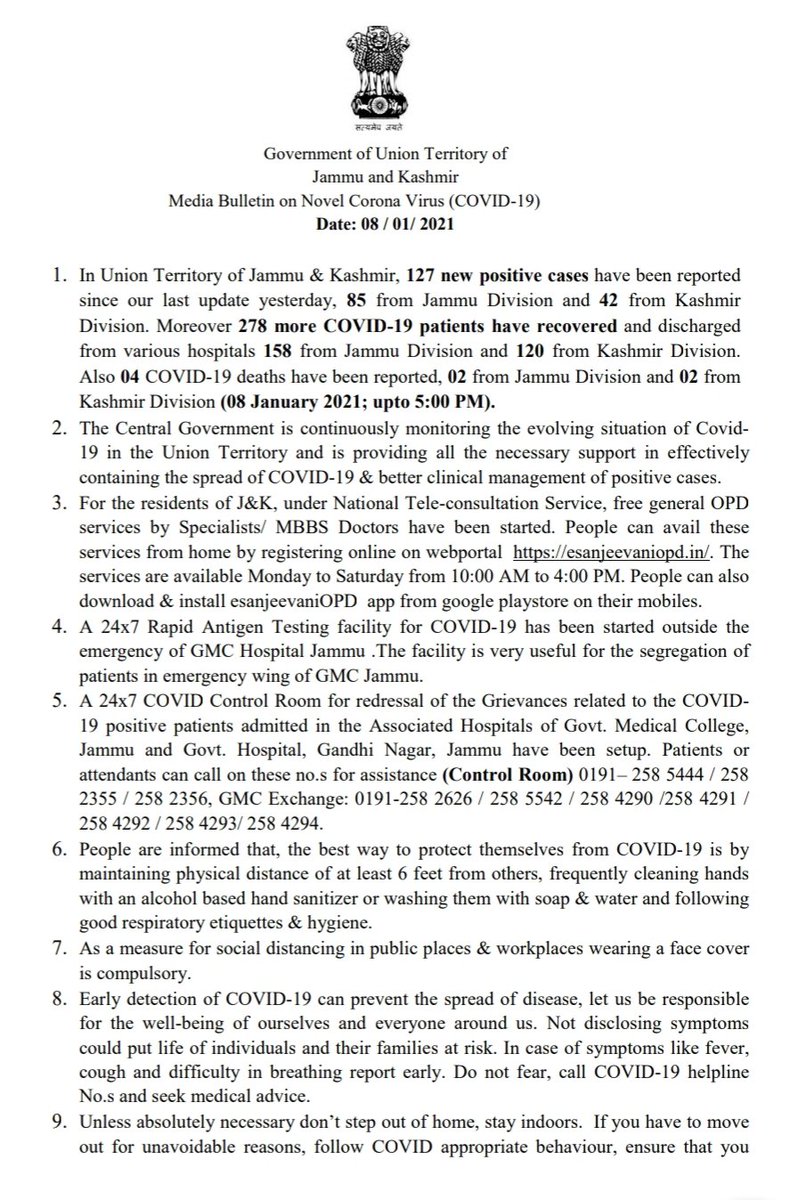 सत्यमेव जयते
Government of Union Territory of
Jammu and Kashmir
Media Bulletin on Novel Corona Virus (COVID-19)
Date: 08 / 01/ 2021
1. In Union Territory of Jammu & Kashmir, 127 new positive cases have been reported
since our last update yesterday, 85 from Jammu Division and 42 from Kashmir
Division. Moreover 278 more COVID-19 patients have recovered and discharged
from various hospitals 158 from Jammu Division and 120 from Kashmir Division.
Also 04 COVID-19 deaths have been reported, 02 from Jammu Division and 02 from
Kashmir Division (08 January 2021; upto 5:00 PM).
2. The Central Government is continuously monitoring the evolving situation of Covid-
19 in the Union Territory and is providing all the necessary support in effectively
containing the spread of COVID-19 & better clinical management of positive cases.
3. For the residents of J&K, under National Tele-consultation Service, free general OPD
services by Specialists/ MBBS Doctors have been started. People can avail these
services from home by registering online on webportal https://esanjeevaniopd.in/. The
services are available Monday to Saturday from 10:00 AM to 4:00 PM. People can also
download & install esanjeevaniOPD app from google playstore on their mobiles.
4. A 24x7 Rapid Antigen Testing facility for COVID-19 has been started outside the
emergency of GMC Hospital Jammu .The facility is very useful for the segregation of
patients in emergency wing of GMC Jammu.
5. A 24x7 COVID Control Room for redressal of the Grievances related to the COVID-
19 positive patients admitted in the Associated Hospitals of Govt. Medical College,
Jammu and Govt. Hospital, Gandhi Nagar, Jammu have been setup. Patients or
attendants can call on these no.s for assistance (Control Room) 0191– 258 5444 / 258
2355 / 258 2356, GMC Exchange: 0191-258 2626 / 258 5542 / 258 4290 /258 4291 /
258 4292 / 258 4293/ 258 4294.
6. People are informed that, the best way to protect themselves from COVID-19 is by
maintaining physical distance of at least 6 feet from others, frequently cleaning hands
with an alcohol based hand sanitizer or washing them with soap & water and following
good respiratory etiquettes & hygiene.
7. As a measure for social distancing in public places & workplaces wearing a face cover
is compulsory.
8. Early detection of COVID-19 can prevent the spread of disease, let us be responsible
for the well-being of ourselves and everyone around us. Not disclosing symptoms
could put life of individuals and their families at risk. In case of symptoms like fever,
cough and difficulty in breathing report early. Do not fear, call COVID-19 helpline
No.s and seek medical advice.
9. Unless absolutely necessary don’t step out of home, stay indoors. If you have to move
out for unavoidable reasons, follow COVID appropriate behaviour, ensure that you